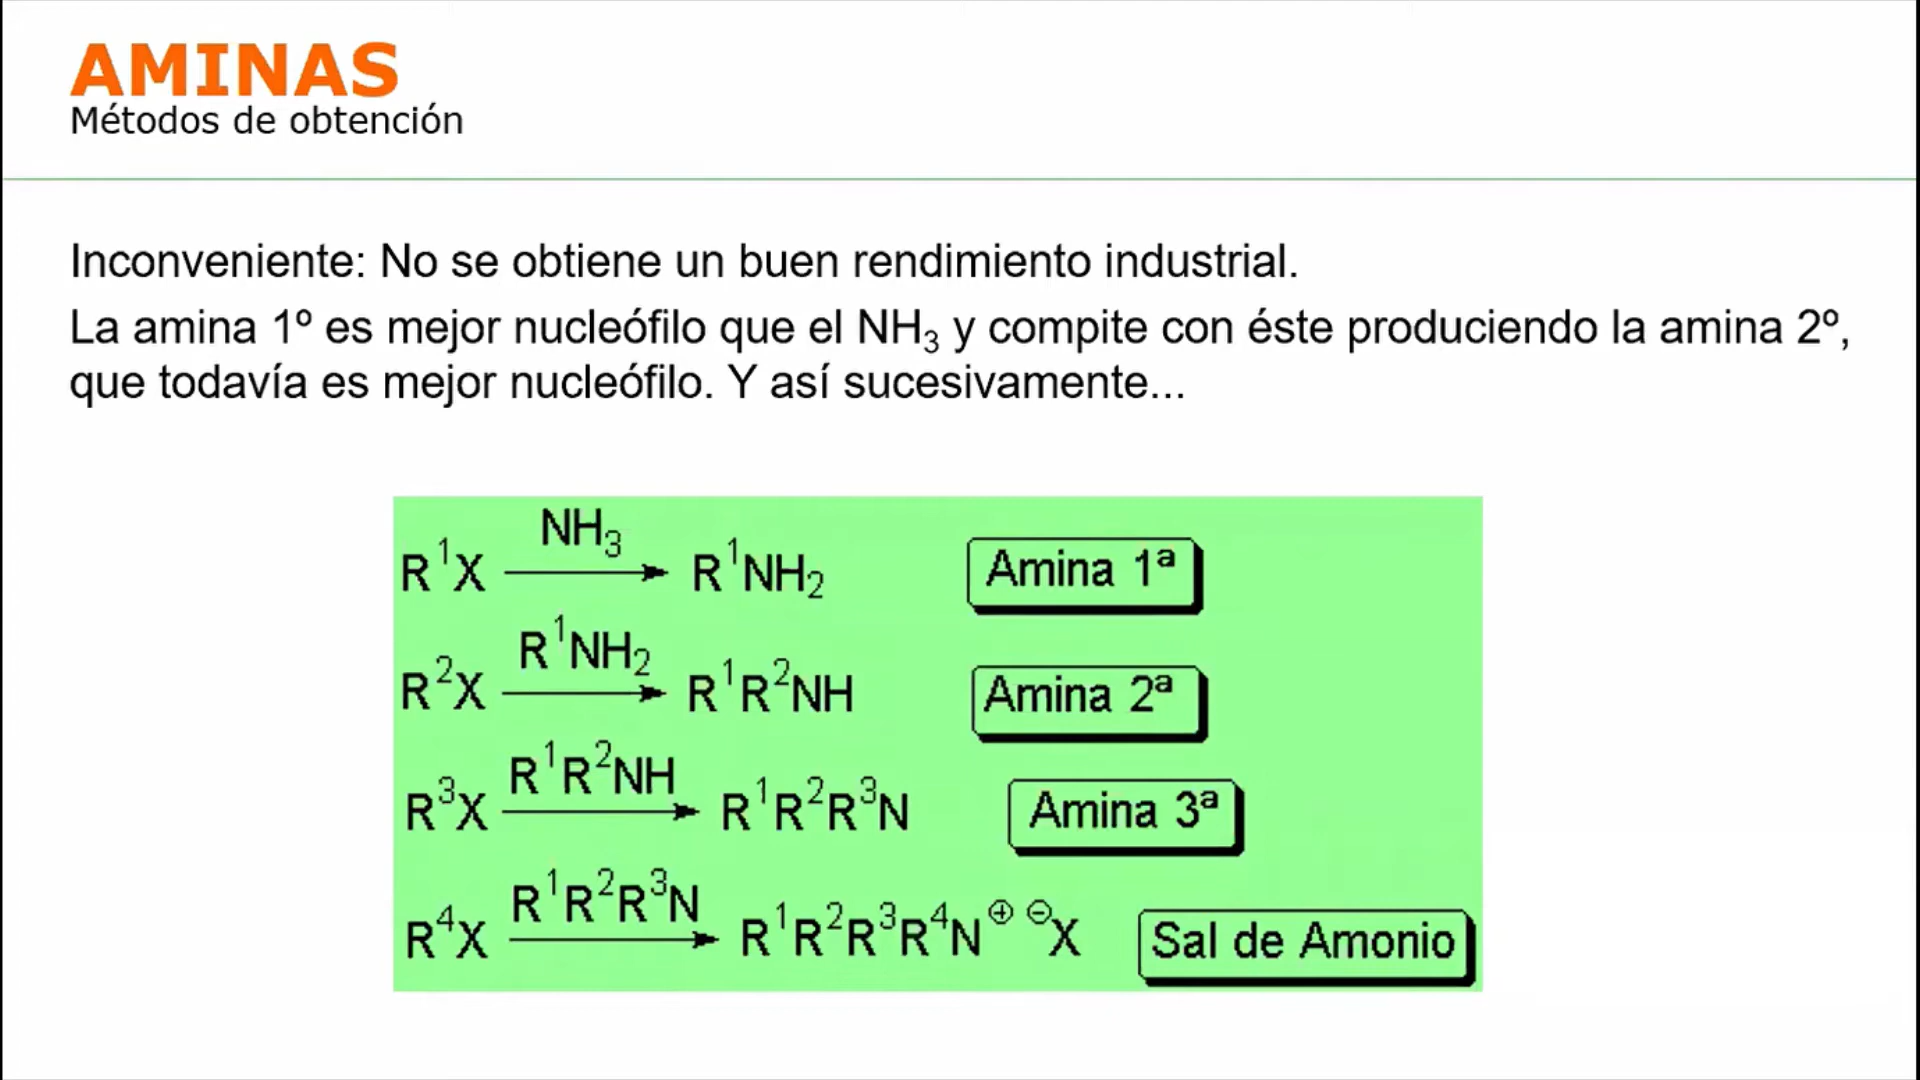 AMINAS
Métodos de obtención
Inconveniente: No se obtiene un buen rendimiento industrial.
La amina 1º es mejor nucleófilo que el NH₃ y compite con éste produciendo la amina 2º,
que todavía es mejor nucleófilo. Y así sucesivamente...
NH₃
R¹X R¹NH₂ Amina 1ª
R¹NH₂
R²X R¹R²NH Amina 2ª
R¹R²NH
R³X R¹R²R³N Amina 3ª
R¹R²R³N
R⁴X R¹R²R³R⁴N⊕ ⊖X Sal de Amonio